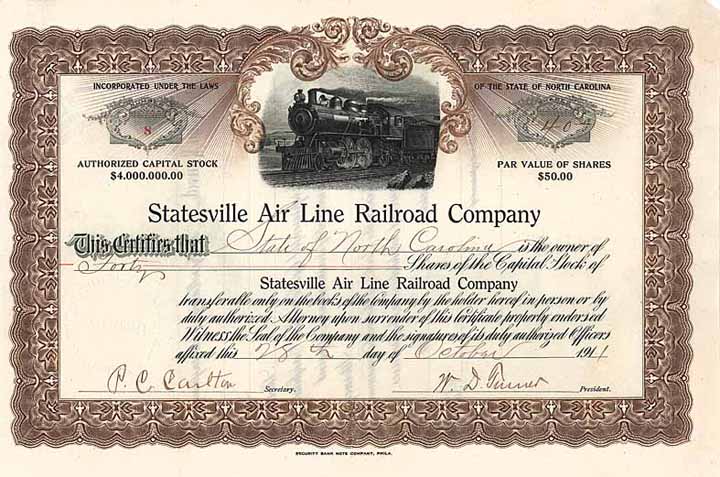 INCORPORATED UNDER THE LAWS OF THE STATE OF NORTH CAROLINA
8
40
AUTHORIZED CAPITAL STOCK
$4.000.000.00
PAR VALUE OF SHARES
$50.00
Statesville Air Line Railroad Company
This Certifies that State of North Carolina is the owner of
Forty Shares of the Capital Stock of
Statesville Air Line Railroad Company
transferable only on the books of the Company by the holder hereof in person or by
duly authorized Attorney upon surrender of this Certificate properly endorsed
Witness the Seal of the Company and the signatures of its duly authorized Officers
affixed this 28th day of October 1911
P. C. Carlton Secretary.
W. D. Turner President.
SECURITY BANK NOTE COMPANY, PHILA.